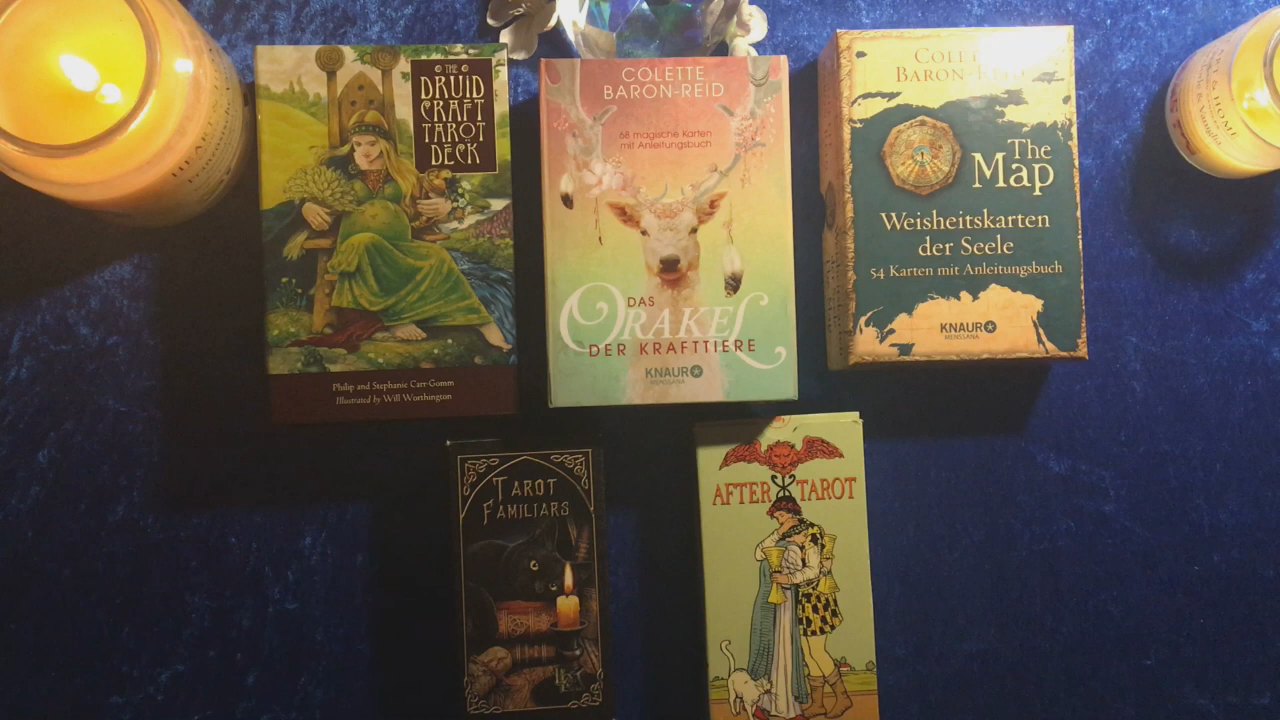 THE
DRUID
CRAFT
TAROT
DECK
Philip and Stephanie Carr-Gomm
Illustrated by Will Worthington
COLETTE
BARON-REID
68 magische Karten
mit Anleitungsbuch
DAS
ORAKEL
DER KRAFTTIERE
KNAUR
MENSSANA
COLETTE
BARON-REID
The
Map
Weisheitskarten
der Seele
54 Karten mit Anleitungsbuch
KNAUR
MENSSANA
& HOME
TAROT
FAMILIARS
AFTER TAROT